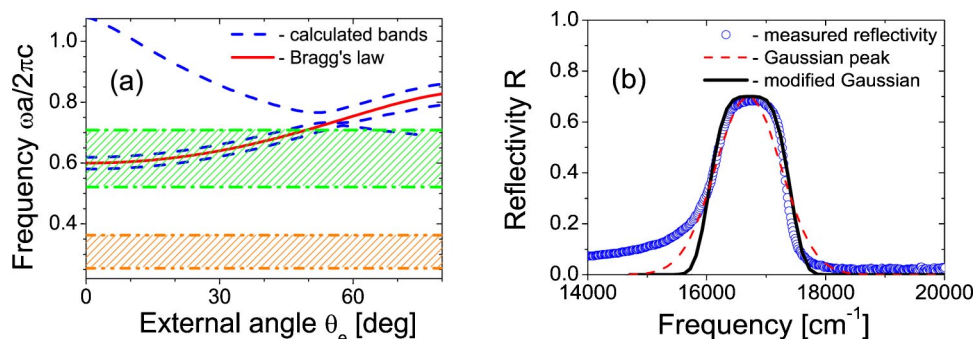 Frequency ωa/2πc
1.0
0.8
0.6
0.4
(a)
- calculated bands
- Bragg's law
0
30
60
External angle θe [deg]
Reflectivity R
1.0
0.8
0.6
0.4
0.2
0.0
(b)
- measured reflectivity
- Gaussian peak
- modified Gaussian
14000
16000
18000
20000
Frequency [cm⁻¹]